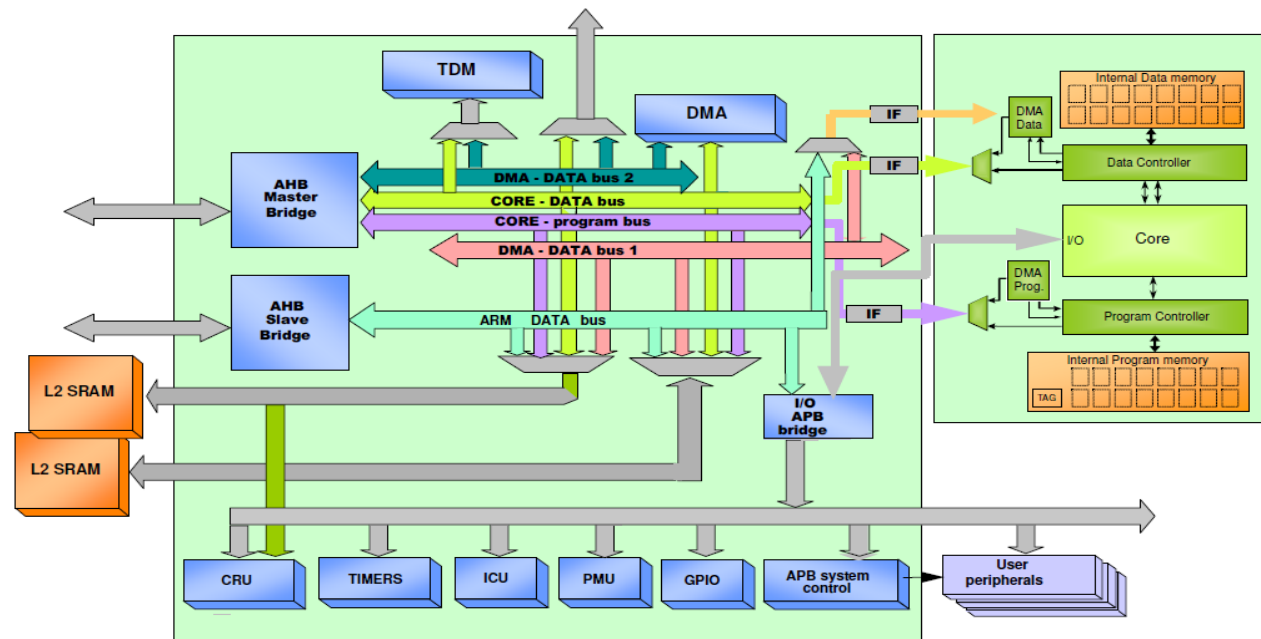 TDM
DMA
AHB
Master
Bridge
DMA - DATA bus 2
CORE - DATA bus
CORE - program bus
DMA - DATA bus 1
AHB
Slave
Bridge
ARM DATA bus
L2 SRAM
L2 SRAM
I/O
APB
bridge
CRU
TIMERS
ICU
PMU
GPIO
APB system
control
User
peripherals
IF
IF
IF
Internal Data memory
DMA
Data
Data Controller
I/O
Core
DMA
Prog.
Program Controller
Internal Program memory
TAG